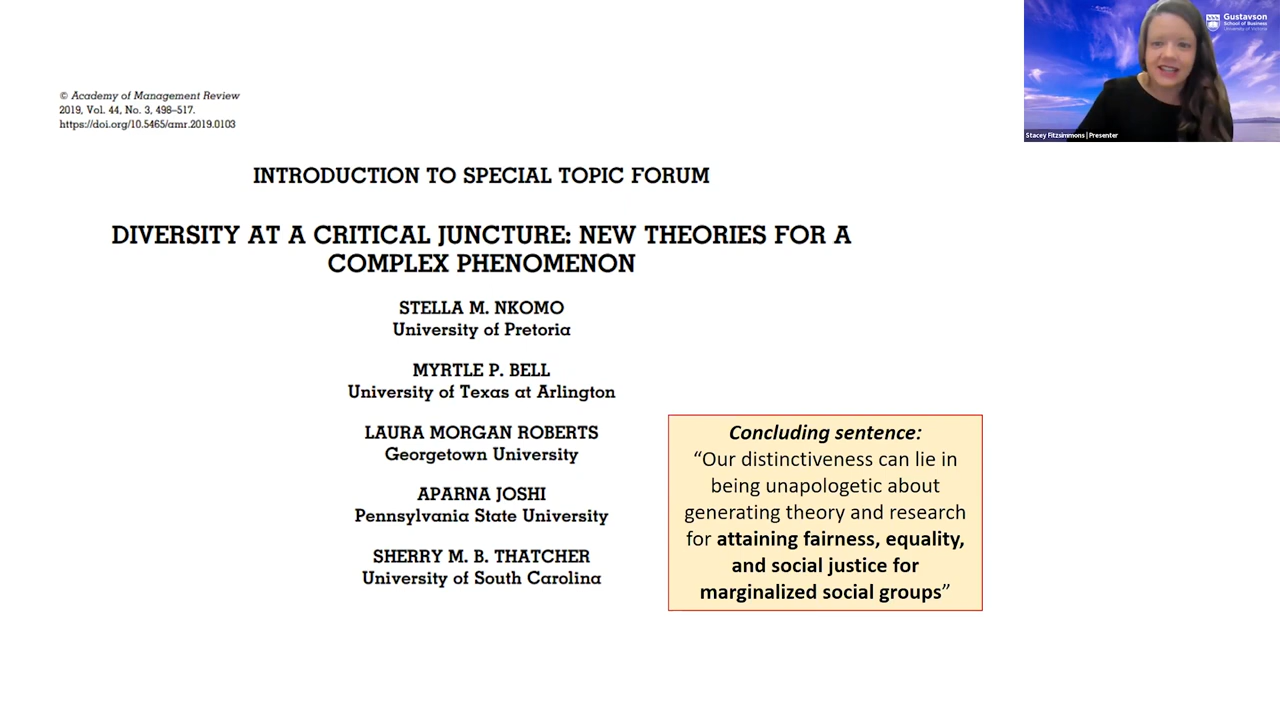 © Academy of Management Review
2019, Vol. 44, No. 3, 498–517.
https://doi.org/10.5465/amr.2019.0103
INTRODUCTION TO SPECIAL TOPIC FORUM
DIVERSITY AT A CRITICAL JUNCTURE: NEW THEORIES FOR A
COMPLEX PHENOMENON
STELLA M. NKOMO
University of Pretoria
MYRTLE P. BELL
University of Texas at Arlington
LAURA MORGAN ROBERTS
Georgetown University
APARNA JOSHI
Pennsylvania State University
SHERRY M. B. THATCHER
University of South Carolina
Concluding sentence:
“Our distinctiveness can lie in
being unapologetic about
generating theory and research
for attaining fairness, equality,
and social justice for
marginalized social groups”
Gustavson
School of Business
University of Victoria
Stacey Fitzsimmons | Presenter